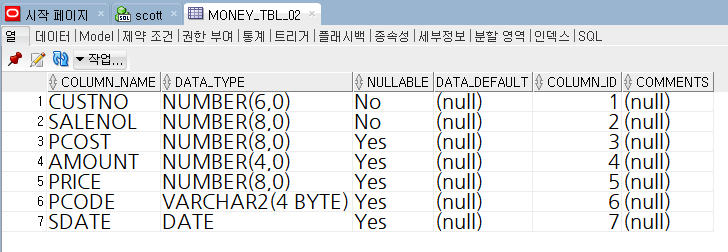 시작 페이지 × scott × MONEY_TBL_02 ×
열 | 데이터 | Model | 제약 조건 | 권한 부여 | 통계 | 트리거 | 플래시백 | 종속성 | 세부정보 | 분할 영역 | 인덱스 | SQL
작업...
COLUMN_NAME DATA_TYPE NULLABLE DATA_DEFAULT COLUMN_ID COMMENTS
1 CUSTNO NUMBER(6,0) No (null) 1 (null)
2 SALENOL NUMBER(8,0) No (null) 2 (null)
3 PCOST NUMBER(8,0) Yes (null) 3 (null)
4 AMOUNT NUMBER(4,0) Yes (null) 4 (null)
5 PRICE NUMBER(8,0) Yes (null) 5 (null)
6 PCODE VARCHAR2(4 BYTE) Yes (null) 6 (null)
7 SDATE DATE Yes (null) 7 (null)